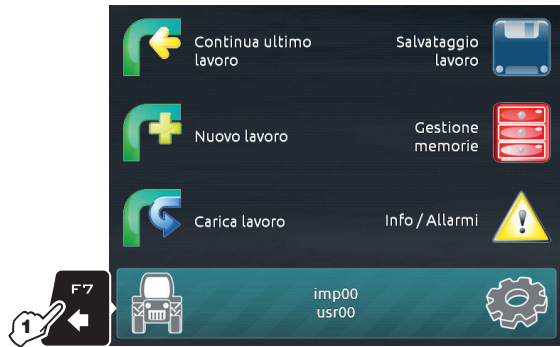 Continua ultimo
lavoro
Salvataggio
lavoro
Nuovo lavoro
Gestione
memorie
Carica lavoro
Info / Allarmi
F7
1
imp00
usr00